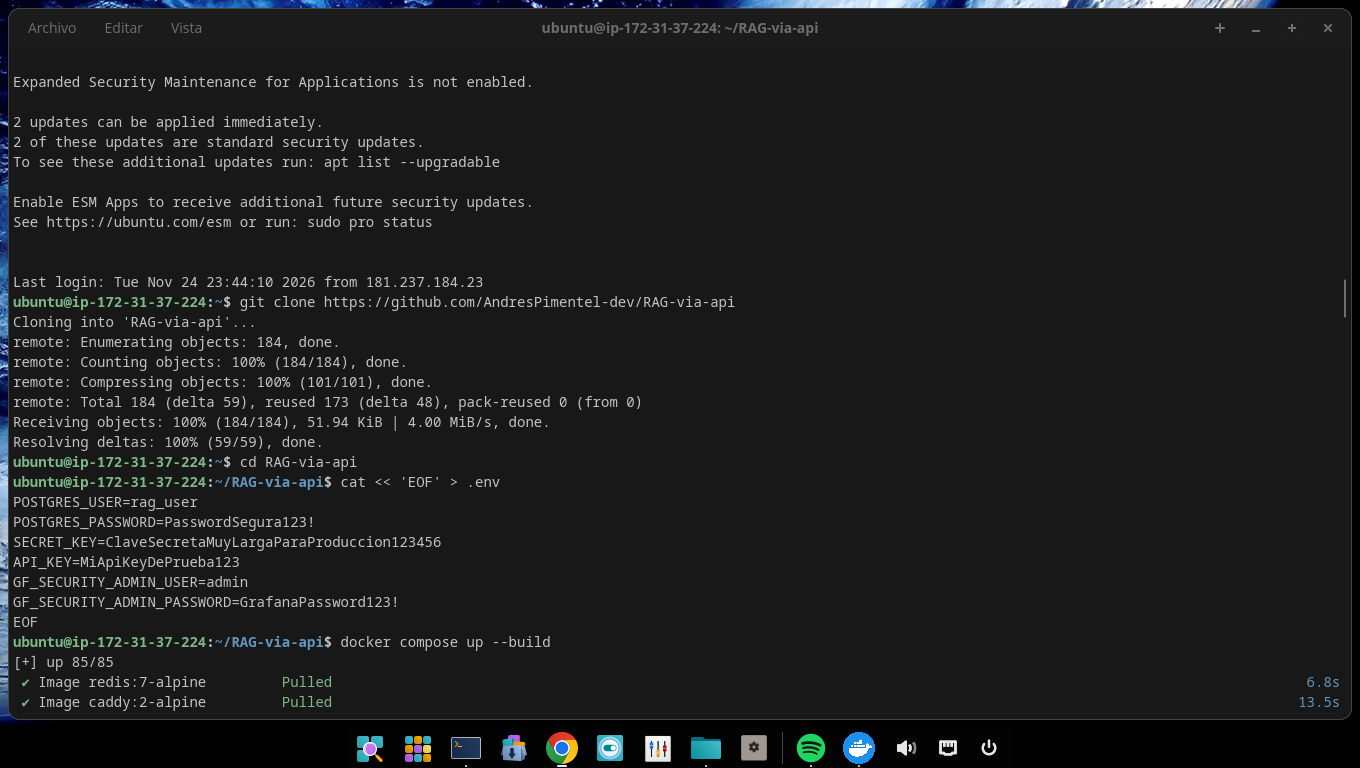 Archivo Editar Vista ubuntu@ip-172-31-37-224: ~/RAG-via-api
Expanded Security Maintenance for Applications is not enabled.
2 updates can be applied immediately.
2 of these updates are standard security updates.
To see these additional updates run: apt list --upgradable
Enable ESM Apps to receive additional future security updates.
See https://ubuntu.com/esm or run: sudo pro status
Last login: Tue Nov 24 23:44:10 2026 from 181.237.184.23
ubuntu@ip-172-31-37-224:~$ git clone https://github.com/AndresPimentel-dev/RAG-via-api
Cloning into 'RAG-via-api'...
remote: Enumerating objects: 184, done.
remote: Counting objects: 100% (184/184), done.
remote: Compressing objects: 100% (101/101), done.
remote: Total 184 (delta 59), reused 173 (delta 48), pack-reused 0 (from 0)
Receiving objects: 100% (184/184), 51.94 KiB | 4.00 MiB/s, done.
Resolving deltas: 100% (59/59), done.
ubuntu@ip-172-31-37-224:~$ cd RAG-via-api
ubuntu@ip-172-31-37-224:~/RAG-via-api$ cat << 'EOF' > .env
POSTGRES_USER=rag_user
POSTGRES_PASSWORD=PasswordSegura123!
SECRET_KEY=ClaveSecretaMuyLargaParaProduccion123456
API_KEY=MiApiKeyDePrueba123
GF_SECURITY_ADMIN_USER=admin
GF_SECURITY_ADMIN_PASSWORD=GrafanaPassword123!
EOF
ubuntu@ip-172-31-37-224:~/RAG-via-api$ docker compose up --build
[+] up 85/85
✔ Image redis:7-alpine Pulled 6.8s
✔ Image caddy:2-alpine Pulled 13.5s